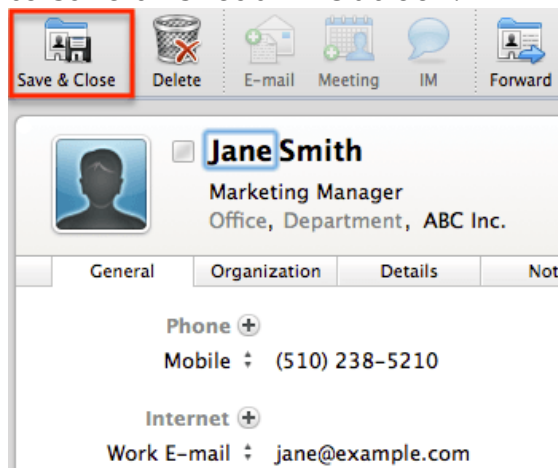 Save & Close Delete E-mail Meeting IM Forward
Jane Smith
Marketing Manager
Office, Department, ABC Inc.
General Organization Details Not
Phone
Mobile (510) 238-5210
Internet
Work E-mail jane@example.com